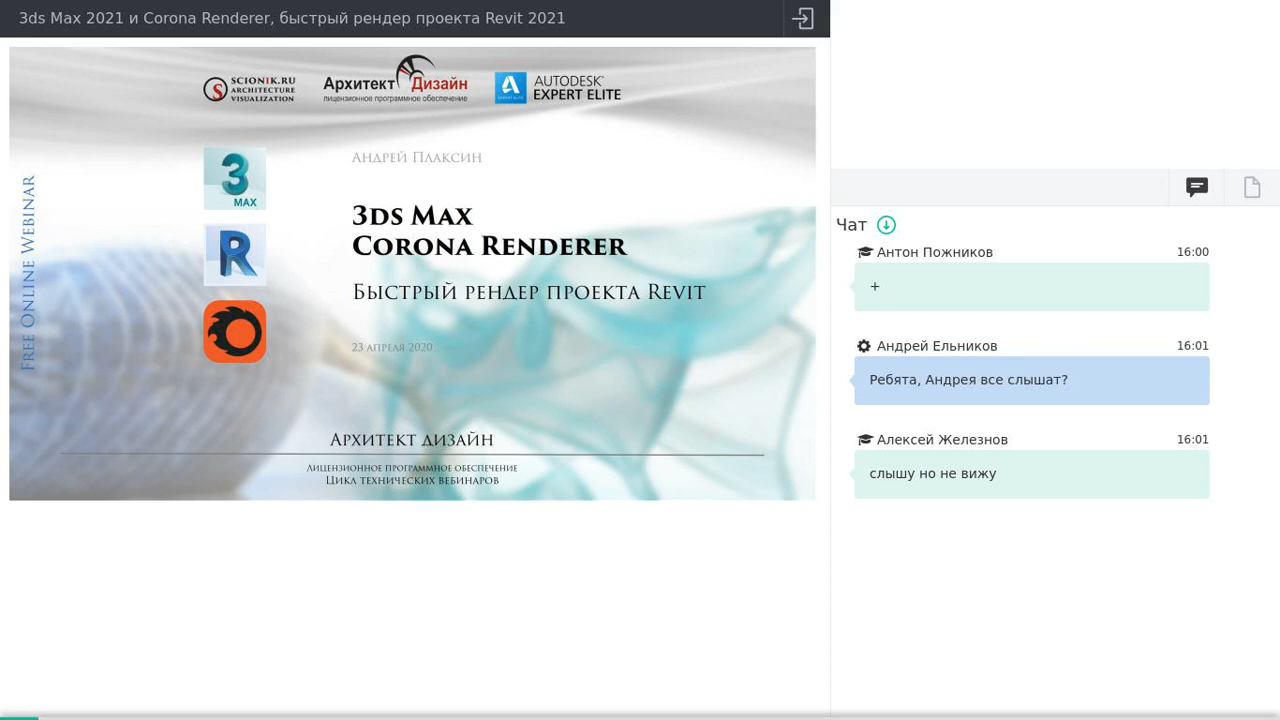 3ds Max 2021 и Corona Renderer, быстрый рендер проекта Revit 2021
S
SCIONIK.RU
ARCHITECTURE
VISUALIZATION
Архитект Дизайн
лицензионное программное обеспечение
AUTODESK®
EXPERT ELITE
Free Online Webinar
3
MAX
R
Андрей Плаксин
3ds Max
Corona Renderer
Быстрый рендер проекта Revit
23 апреля 2020
Архитект дизайн
Лицензионное программное обеспечение
Цикл технических вебинаров
Чат
Антон Пожников 16:00
+
Андрей Ельников 16:01
Ребята, Андрея все слышат?
Алексей Железнов 16:01
слышу но не вижу